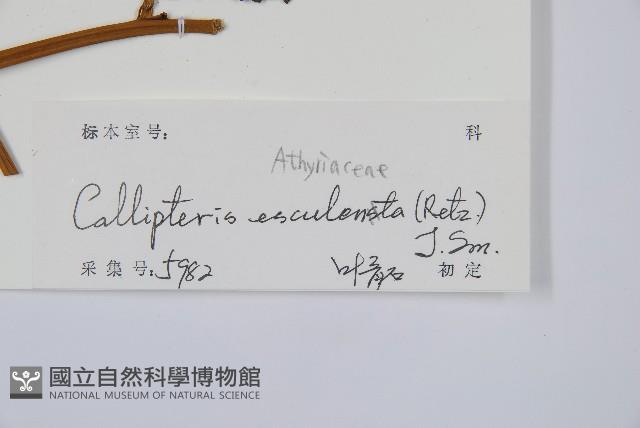 标本室号: 科
Athyriaceae
Callipteris esculenta (Retz.)
J. Sm.
采集号: 5982 初定
國立自然科學博物館
NATIONAL MUSEUM OF NATURAL SCIENCE